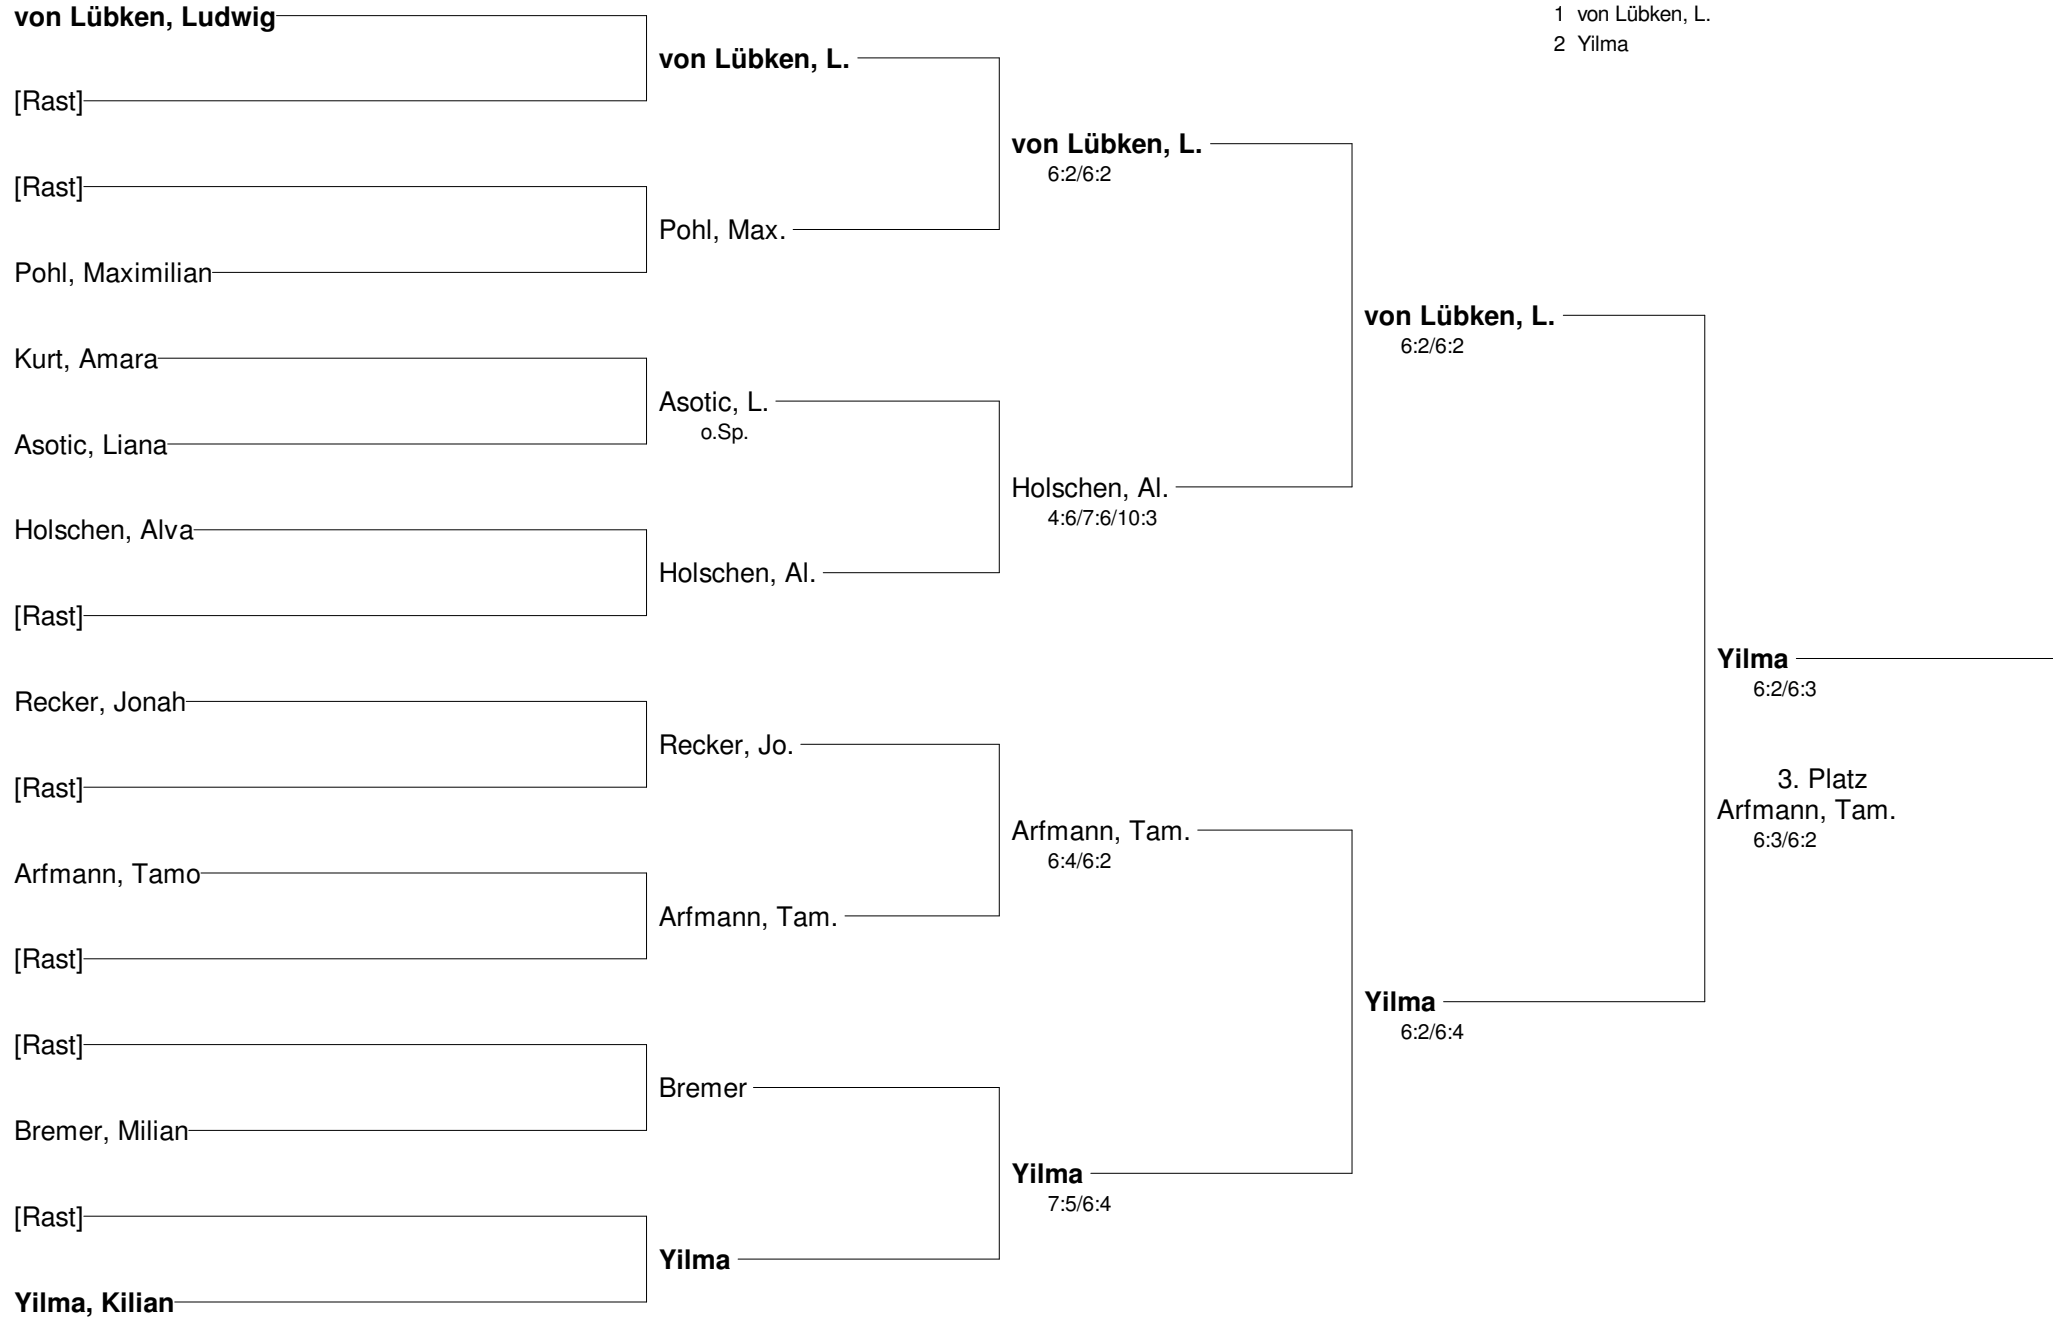 von Lübken, Ludwig
[Rast]
[Rast]
Pohl, Maximilian
Kurt, Amara
Asotic, Liana
Holschen, Alva
[Rast]
Recker, Jonah
[Rast]
Arfmann, Tamo
[Rast]
[Rast]
Bremer, Milian
[Rast]
Yilma, Kilian
von Lübken, L.
Pohl, Max.
Asotic, L.
o.Sp.
Holschen, Al.
Recker, Jo.
Arfmann, Tam.
Bremer
Yilma
von Lübken, L.
6:2/6:2
Holschen, Al.
4:6/7:6/10:3
Arfmann, Tam.
6:4/6:2
Yilma
7:5/6:4
von Lübken, L.
6:2/6:2
Yilma
6:2/6:4
1 von Lübken, L.
2 Yilma
Yilma
6:2/6:3
3. Platz
Arfmann, Tam.
6:3/6:2